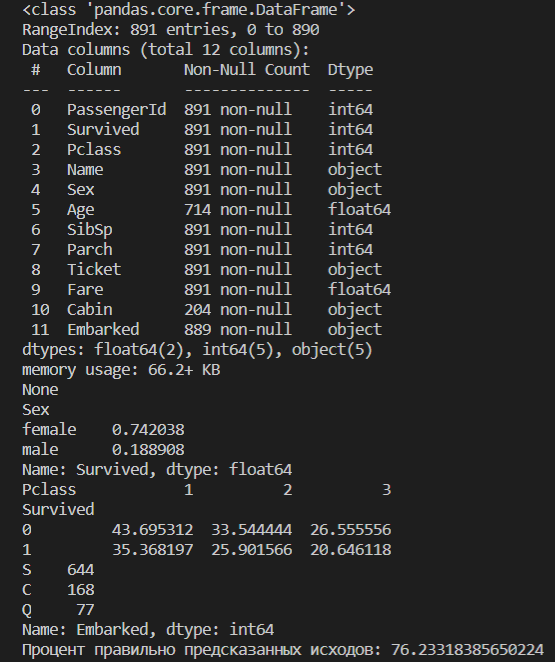 <class 'pandas.core.frame.DataFrame'>
RangeIndex: 891 entries, 0 to 890
Data columns (total 12 columns):
 #   Column       Non-Null Count  Dtype
---  ------       --------------  -----
 0   PassengerId  891 non-null    int64
 1   Survived     891 non-null    int64
 2   Pclass       891 non-null    int64
 3   Name         891 non-null    object
 4   Sex          891 non-null    object
 5   Age          714 non-null    float64
 6   SibSp        891 non-null    int64
 7   Parch        891 non-null    int64
 8   Ticket       891 non-null    object
 9   Fare         891 non-null    float64
 10  Cabin        204 non-null    object
 11  Embarked     889 non-null    object
dtypes: float64(2), int64(5), object(5)
memory usage: 66.2+ KB
None
Sex
female    0.742038
male      0.188908
Name: Survived, dtype: float64
Pclass            1          2          3
Survived
0         43.695312  33.544444  26.555556
1         35.368197  25.901566  20.646118
S    644
C    168
Q     77
Name: Embarked, dtype: int64
Процент правильно предсказанных исходов: 76.23318385650224